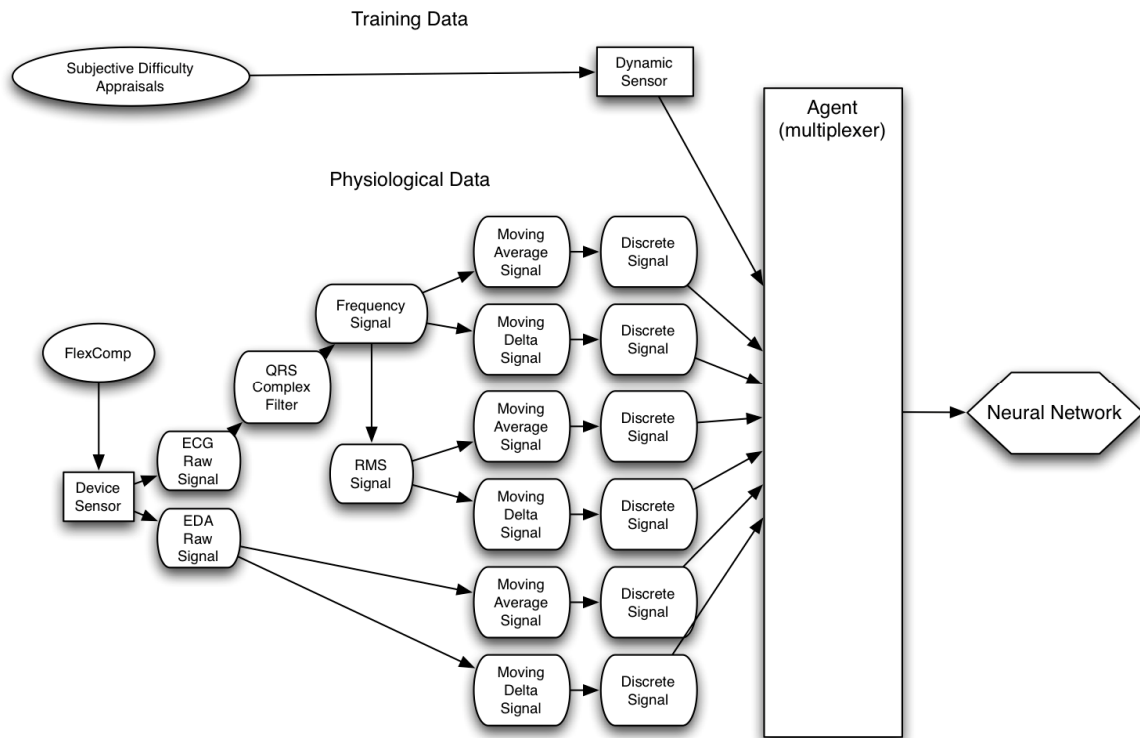 Training Data
Subjective Difficulty
Appraisals
Dynamic
Sensor
Agent
(multiplexer)
Physiological Data
Moving
Average
Signal
Discrete
Signal
Frequency
Signal
Moving
Delta
Signal
Discrete
Signal
FlexComp
QRS
Complex
Filter
Moving
Average
Signal
Discrete
Signal
Neural Network
ECG
Raw
Signal
RMS
Signal
Device
Sensor
Moving
Delta
Signal
Discrete
Signal
EDA
Raw
Signal
Moving
Average
Signal
Discrete
Signal
Moving
Delta
Signal
Discrete
Signal